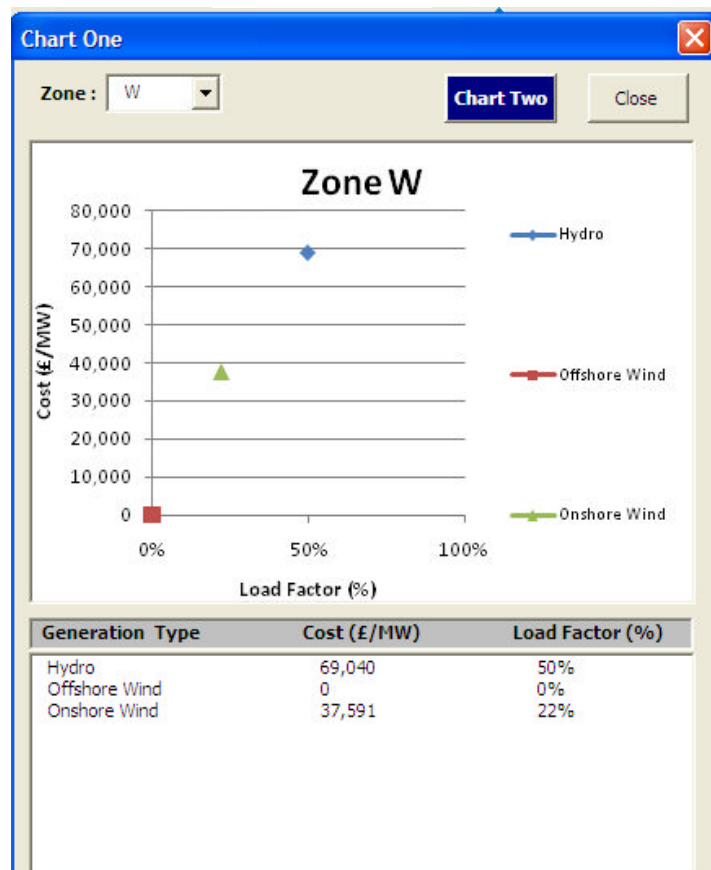 Chart One
Zone : W
Chart Two
Close
Zone W
80,000
70,000
60,000
50,000
40,000
30,000
20,000
10,000
0
Cost (£/MW)
0% 50% 100%
Load Factor (%)
Hydro
Offshore Wind
Onshore Wind
Generation Type Cost (£/MW) Load Factor (%)
Hydro 69,040 50%
Offshore Wind 0 0%
Onshore Wind 37,591 22%